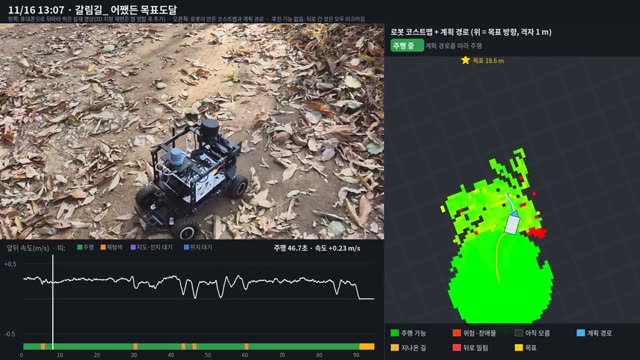 11/16 13:07 · 갈림길_ 어쨌든 목표도달
로봇 코스트맵 + 계획 경로 (위 = 목표 방향, 격자 1 m)
주행 중 계획 경로를 따라 주행
목표 18.6 m
앞뒤 속도(m/s) · 띠: 주행 재탐색 지도·인지 대기 위치 대기 주행 46.7초 · 속도 +0.23 m/s
+0.5
-0.5
0 10 20 30 40 50 60 70 80 90
주행 가능 위험·장애물 아직 모름 계획 경로
지나온 길 뒤로 밀림 목표